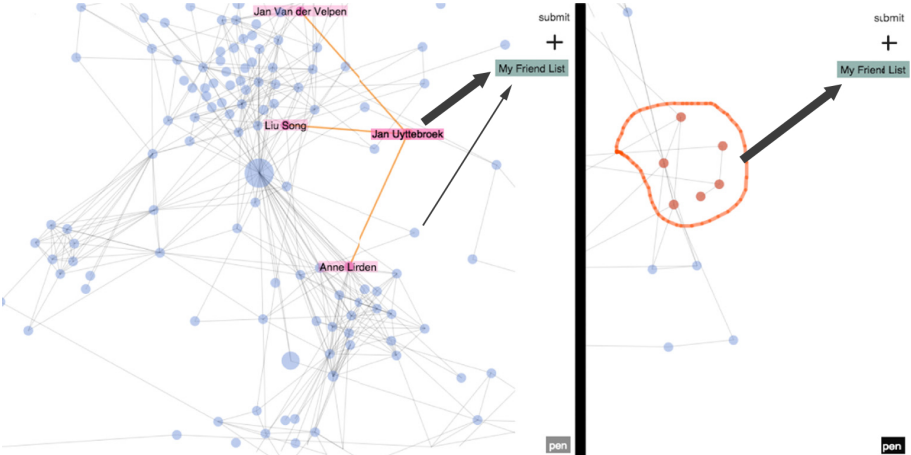 Jan Van der Velpen
submit
+
My Friend List
Liu Song
Jan Uyttebroek
Anne Lirden
pen
submit
+
My Friend List
pen